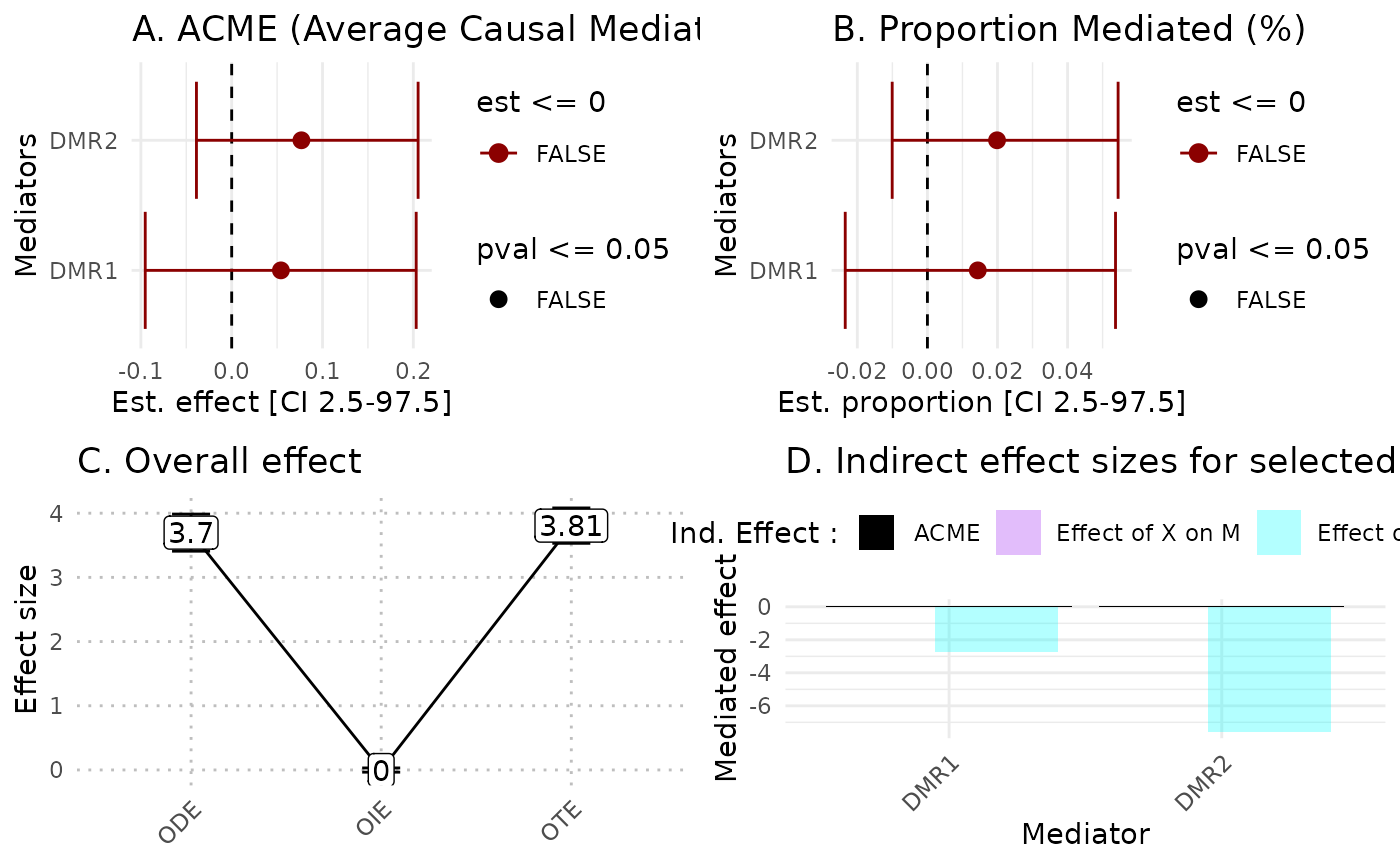 A. ACME (Average Causal Mediat
est <= 0
DMR2
FALSE
Mediators
pval <= 0.05
DMR1
FALSE
-0.1 0.0 0.1 0.2
Est. effect [CI 2.5-97.5]
B. Proportion Mediated (%)
est <= 0
DMR2
FALSE
Mediators
pval <= 0.05
DMR1
FALSE
-0.02 0.00 0.02 0.04
Est. proportion [CI 2.5-97.5]
C. Overall effect
4
3
2
1
0
Effect size
3.7
0
3.81
ODE
OIE
OTE
D. Indirect effect sizes for selected
Ind. Effect : ACME Effect of X on M Effect o
Mediated effect
0
-2
-4
-6
DMR1
DMR2
Mediator